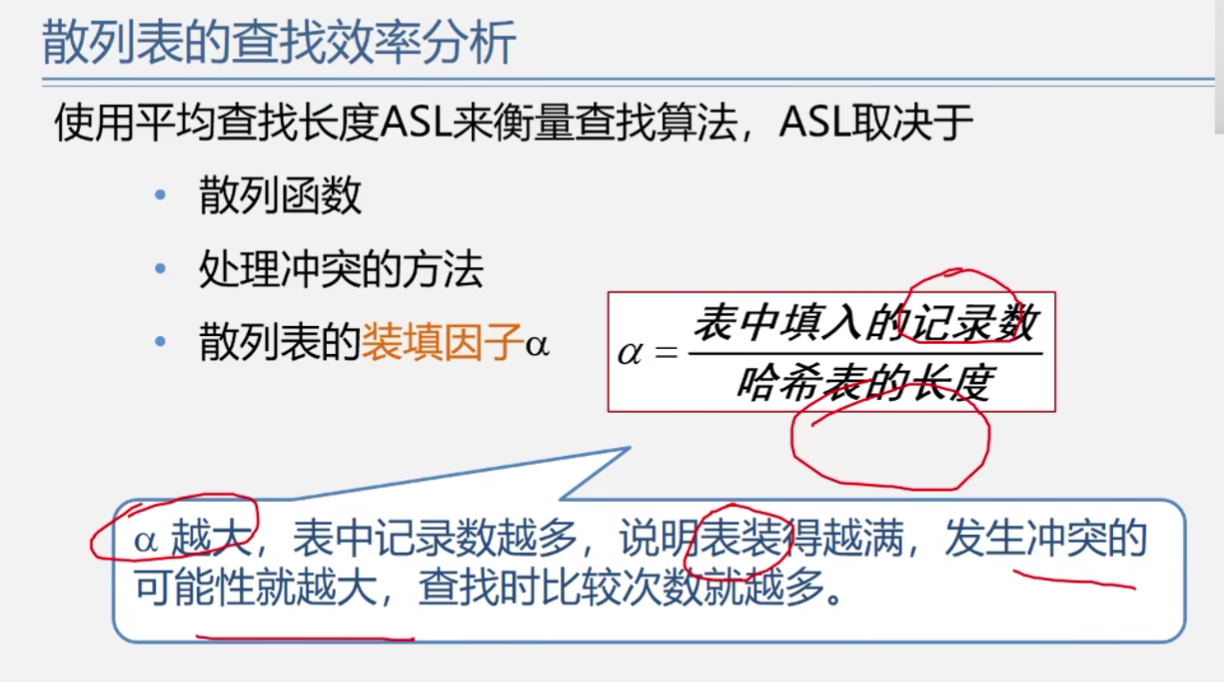 散列表的查找效率分析
使用平均查找长度ASL来衡量查找算法，ASL取决于
• 散列函数
• 处理冲突的方法
• 散列表的装填因子α
α = 表中填入的记录数
哈希表的长度
α 越大，表中记录数越多，说明表装得越满，发生冲突的
可能性就越大，查找时比较次数就越多。